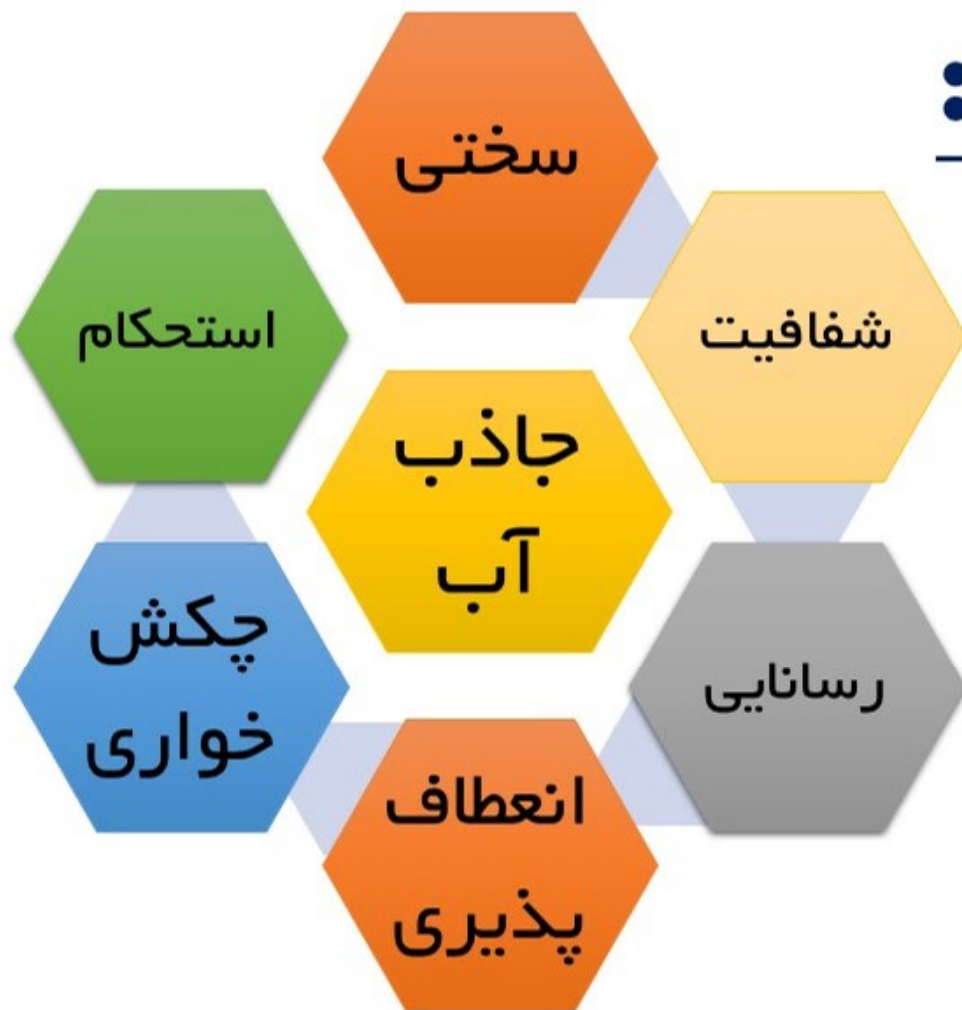 سختی
شفافیت
استحکام
جاذب
آب
رسانایی
چکش
خواری
انعطاف
پذیری